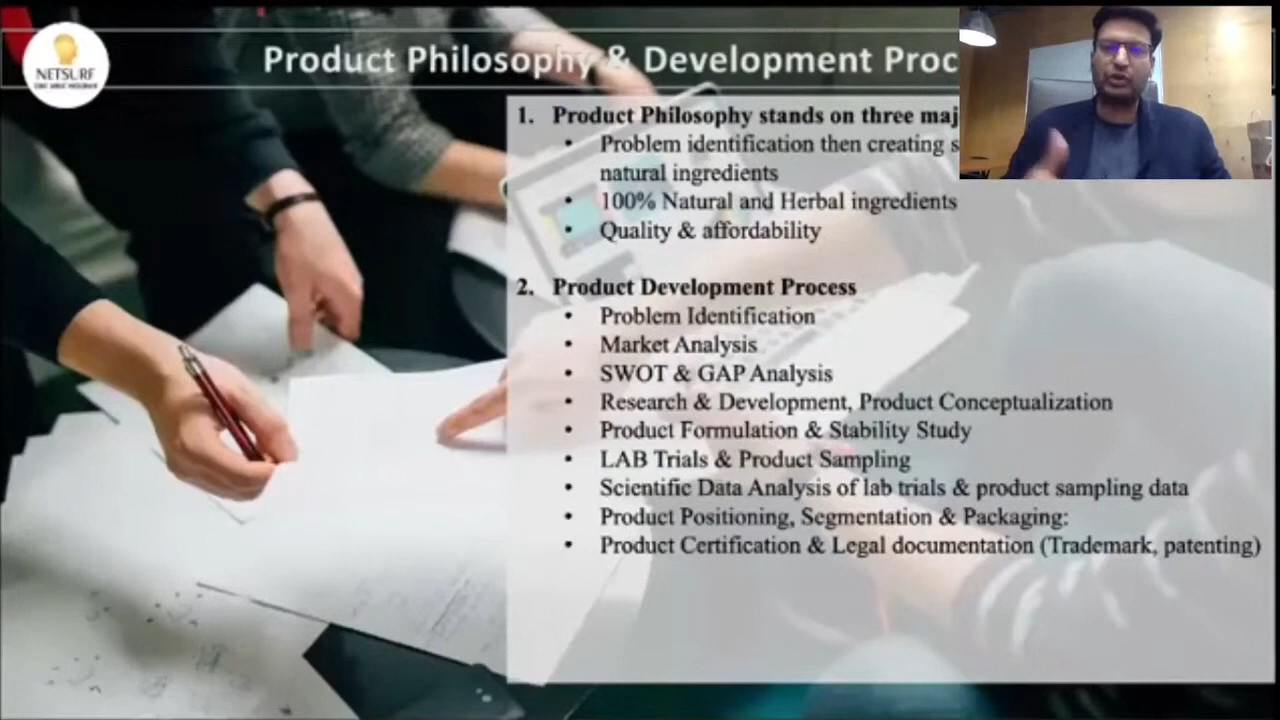 NETSURF
Product Philosophy & Development Proc
1. Product Philosophy stands on three maj
• Problem identification then creating s
natural ingredients
• 100% Natural and Herbal ingredients
• Quality & affordability
2. Product Development Process
• Problem Identification
• Market Analysis
• SWOT & GAP Analysis
• Research & Development, Product Conceptualization
• Product Formulation & Stability Study
• LAB Trials & Product Sampling
• Scientific Data Analysis of lab trials & product sampling data
• Product Positioning, Segmentation & Packaging:
• Product Certification & Legal documentation (Trademark, patenting)